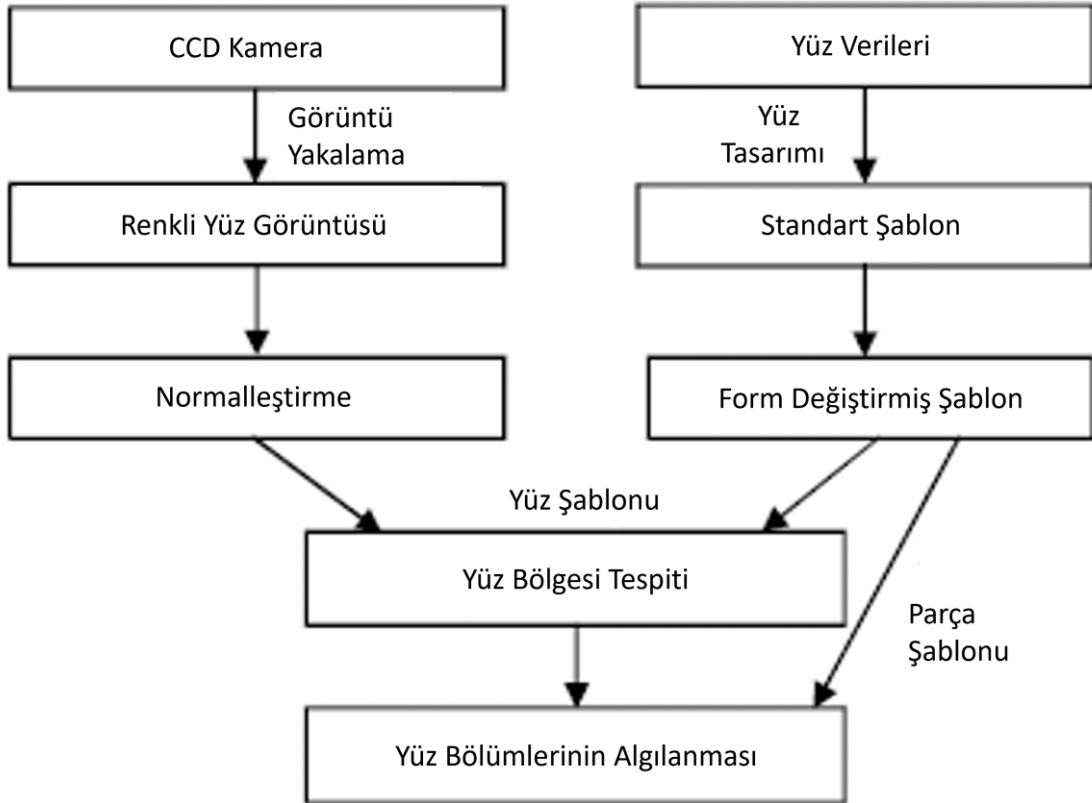 CCD Kamera
Yüz Verileri
Görüntü
Yakalama
Yüz
Tasarımı
Renkli Yüz Görüntüsü
Standart Şablon
Normalleştirme
Form Değiştirmiş Şablon
Yüz Şablonu
Yüz Bölgesi Tespiti
Parça
Şablonu
Yüz Bölümlerinin Algılanması